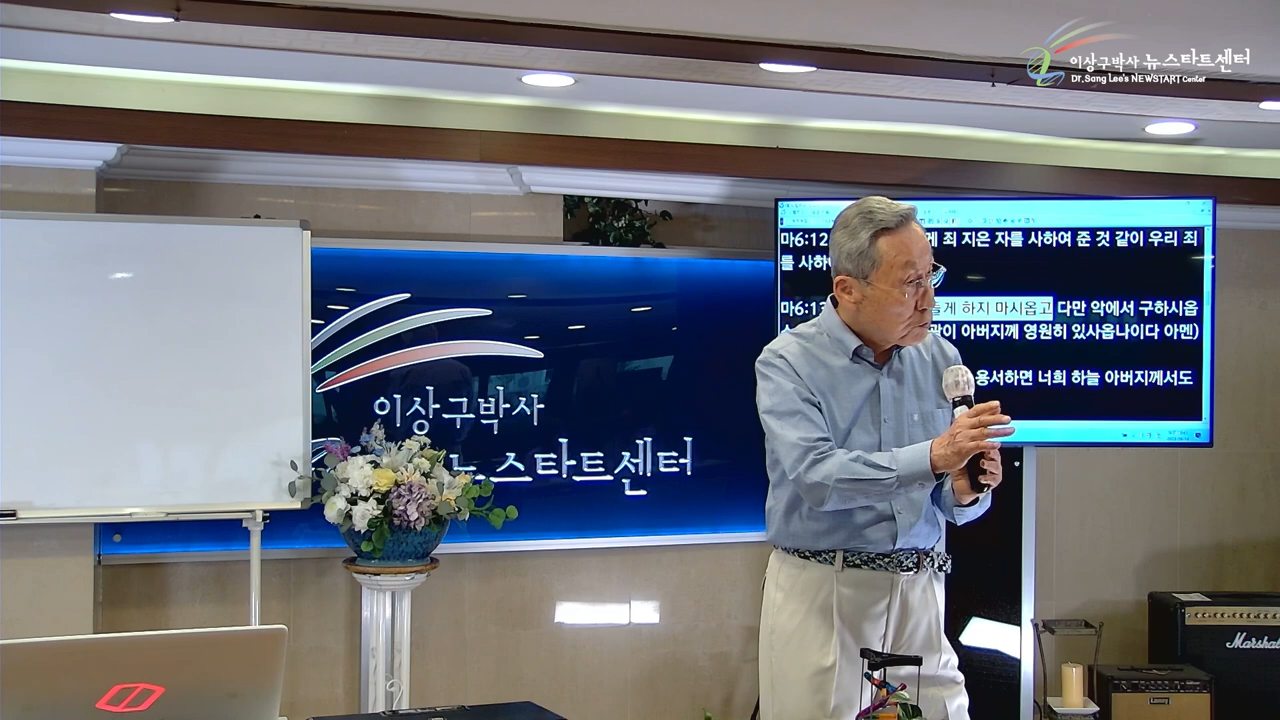 이상구박사 뉴스타트센터
Dr. Sang Lee's NEWSTART Center
마6:12 게 죄 지은 자를 사하여 준 것 같이 우리 죄
를 사하
마6:13 들게 하지 마시옵고 다만 악에서 구하시옵
이 아버지께 영원히 있사옵나이다 아멘)
용서하면 너희 하늘 아버지께서도
이상구박사
뉴스타트센터
Marshal
Laney